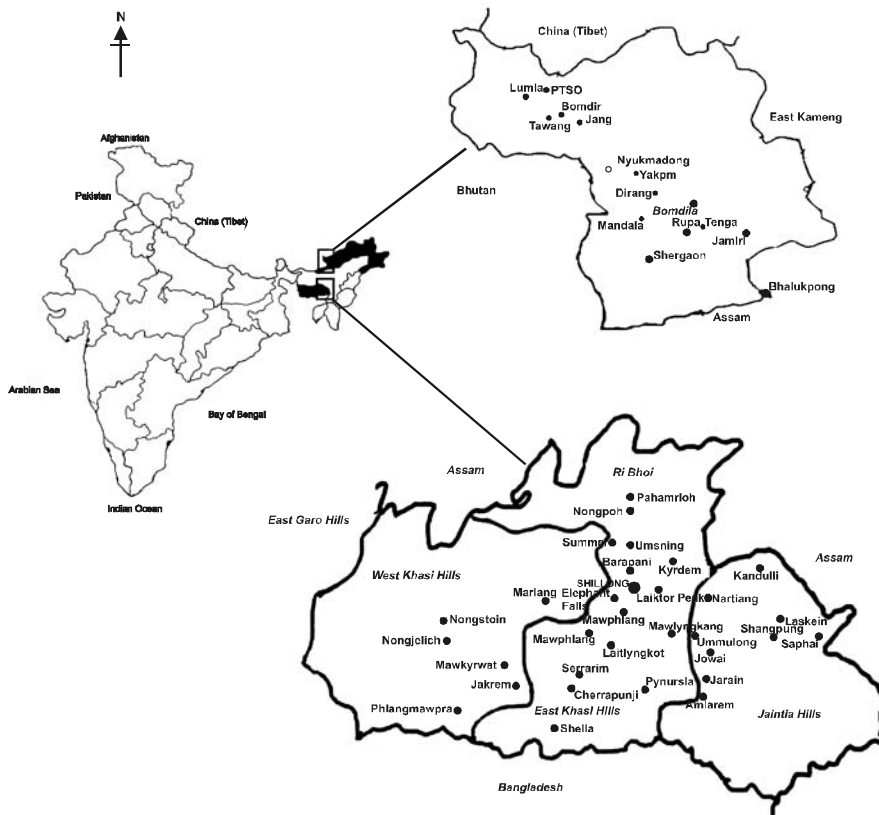 N
China (Tibet)
Lumla
PTSO
Bomdir
Tawang
Jang
East Kameng
Afghanistan
Nyukmadong
Yakpm
Pakistan
Bhutan
Dirang
Bomdila
China (Tibet)
Mandala
Rupa
Tenga
Jamiri
Shergaon
Bhalukpong
Assam
Arabian Sea
Bay of Bengal
Indian Ocean
Assam
Ri Bhoi
East Garo Hills
Pahamrloh
Nongpoh
Summer
Umsning
Assam
Barapani
Kyrdem
Kandulli
West Khasi Hills
SHILLONG
Mariang
Elephant
Falls
Laiktor Peak
Nartiang
Nongstoin
Mawphlang
Laskein
Mawphlang
Mawlyngkang
Shangpung
Nongjelich
Laitlyngkot
Ummulong
Saphai
Jowai
Mawkyrwat
Serrarim
Jakrem
Cherrapunji
Pynursla
Jarain
Amlarem
Phlangmawpra
East Khasi Hills
Jaintia Hills
Shella
Bangladesh